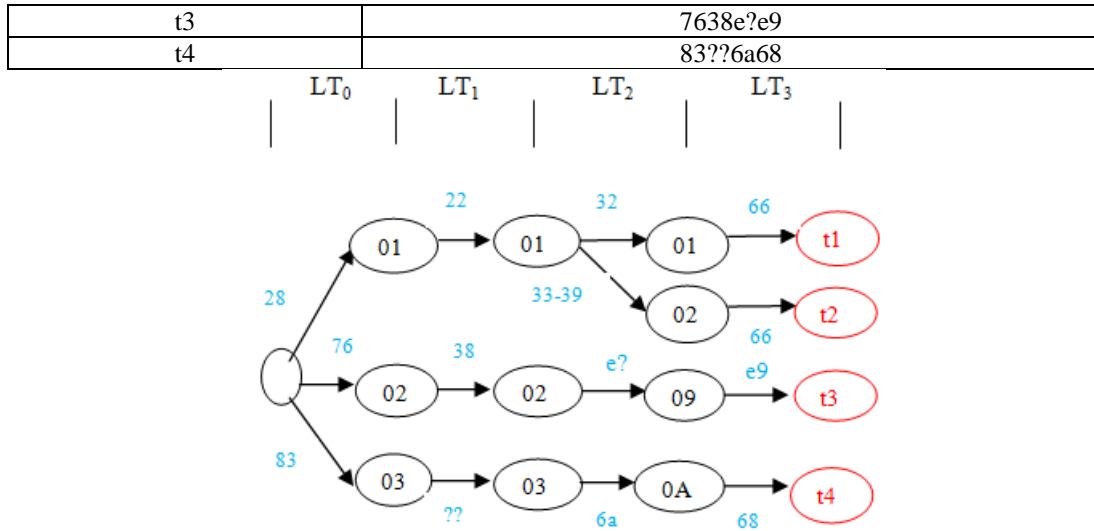 t3 7638e?e9
t4 83??6a68
LT0 LT1 LT2 LT3
22 32 66
01 01 01 t1
28 33-39 02 t2
76 38 e? 66
e9
02 02 09 t3
83
03 03 0A t4
?? 6a 68